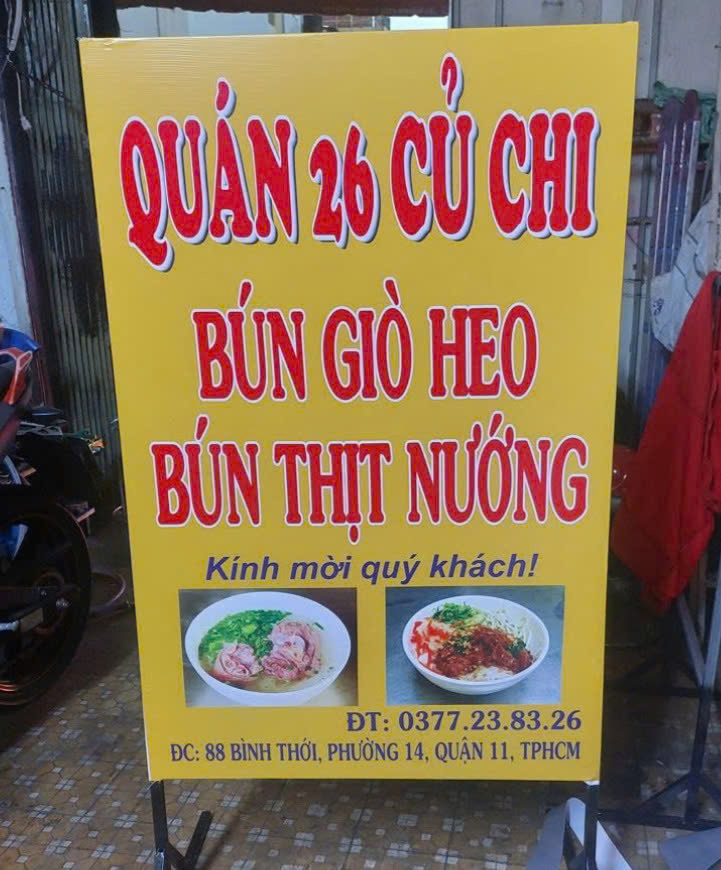 QUÁN 26 CỦ CHI
BÚN GIÒ HEO
BÚN THỊT NƯỚNG
Kính mời quý khách!
ĐT: 0377.23.83.26
ĐC: 88 BÌNH THỚI, PHƯỜNG 14, QUẬN 11, TPHCM